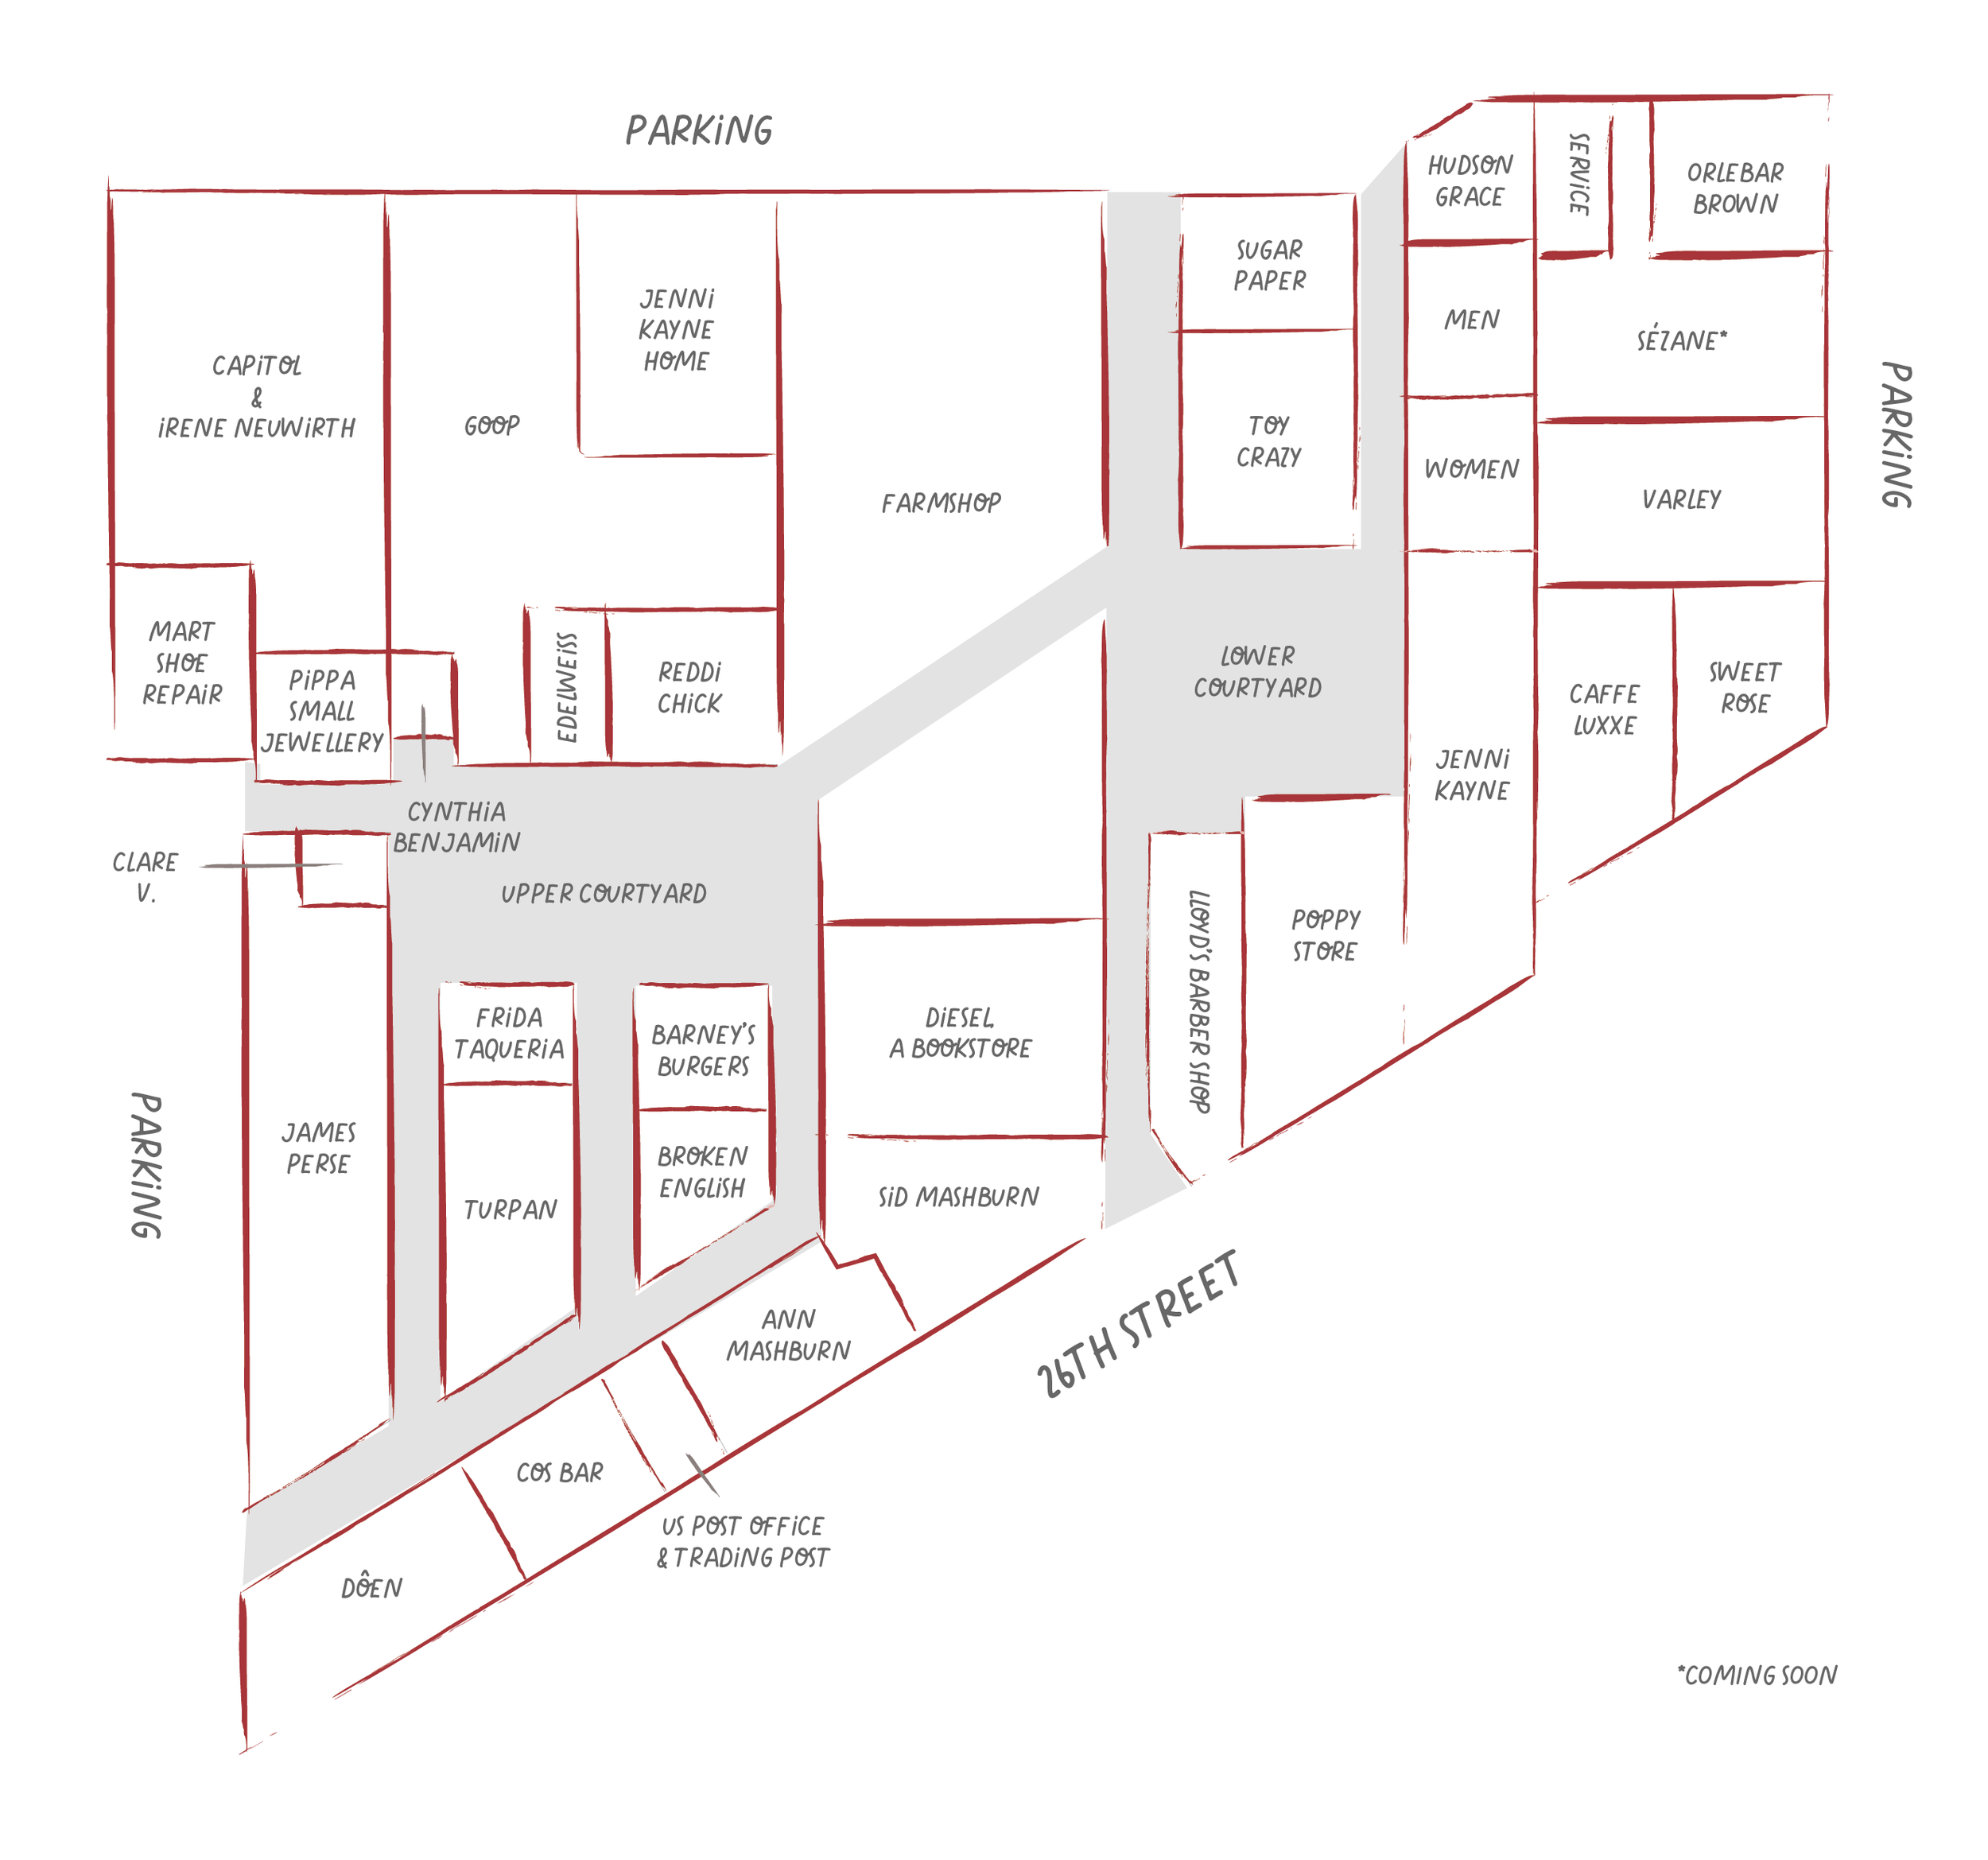 PARKING
HUDSON
GRACE
SERVICE
ORLEBAR
BROWN
SUGAR
PAPER
JENNI
KAYNE
HOME
MEN
SÉZANE*
PARKING
CAPITOL
&
IRENE NEUWIRTH
GOOP
TOY
CRAZY
WOMEN
VARLEY
FARMSHOP
MART
SHOE
REPAIR
PIPPA
SMALL
JEWELLERY
EDELWEISS
REDDI
CHICK
LOWER
COURTYARD
CAFFE
LUXXE
SWEET
ROSE
JENNI
KAYNE
CYNTHIA
BENJAMIN
CLARE
V.
UPPER COURTYARD
LLOYD'S BARBER SHOP
POPPY
STORE
FRIDA
TAQUERIA
BARNEY'S
BURGERS
DIESEL,
A BOOKSTORE
PARKING
JAMES
PERSE
TURPAN
BROKEN
ENGLISH
SID MASHBURN
ANN
MASHBURN
26TH STREET
COS BAR
US POST OFFICE
& TRADING POST
DÔEN
*COMING SOON